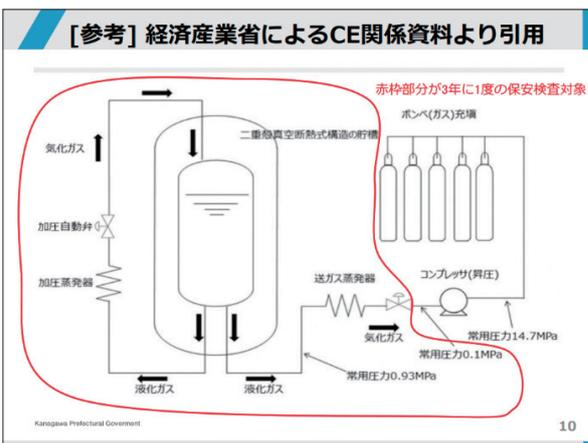 [参考] 経済産業省によるCE関係資料より引用
赤枠部分が3年に1度の保安検査対象
ボンベ(ガス)充塡
二重殻真空断熱式構造の貯槽
気化ガス
加圧自動弁
加圧蒸発器
送ガス蒸発器
コンプレッサ(昇圧)
気化ガス
常用圧力14.7MPa
常用圧力0.1MPa
常用圧力0.93MPa
液化ガス
液化ガス
Kanagawa Prefectural Goverment
10